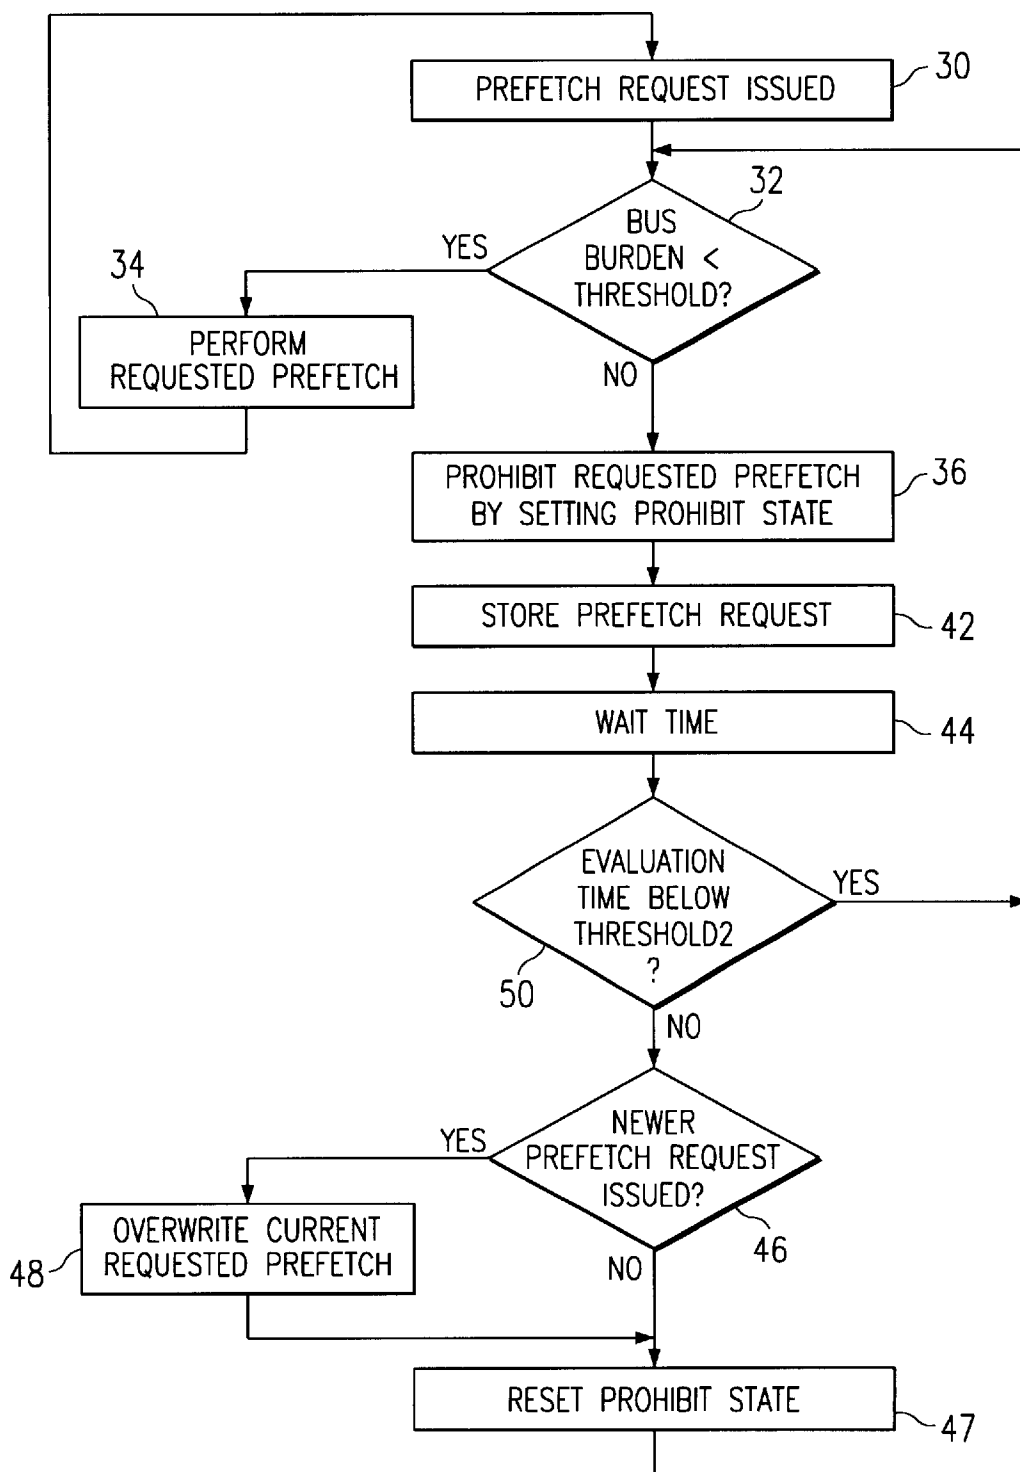 PREFETCH REQUEST ISSUED
30
BUS
BURDEN <
THRESHOLD?
32
YES
34
PERFORM
REQUESTED PREFETCH
NO
PROHIBIT REQUESTED PREFETCH
BY SETTING PROHIBIT STATE
36
STORE PREFETCH REQUEST
42
WAIT TIME
44
EVALUATION
TIME BELOW
THRESHOLD2
?
YES
50
NO
NEWER
PREFETCH REQUEST
ISSUED?
YES
46
OVERWRITE CURRENT
REQUESTED PREFETCH
48
NO
RESET PROHIBIT STATE
47